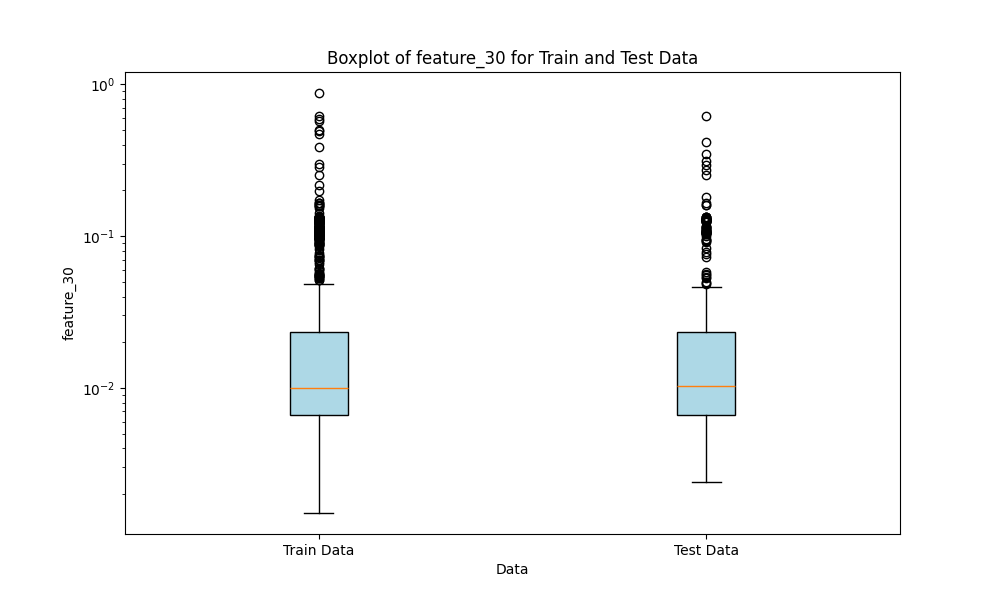 Boxplot of feature_30 for Train and Test Data
10⁰
10⁻¹
10⁻²
feature_30
Train Data
Test Data
Data